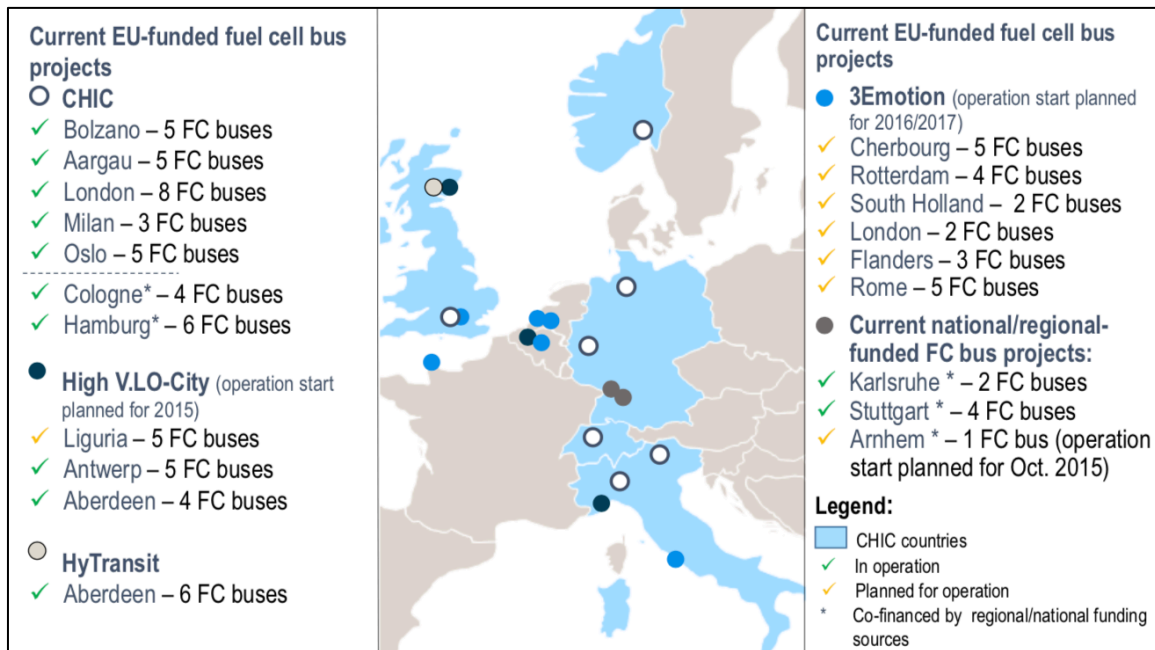 Current EU-funded fuel cell bus
projects
CHIC
✓ Bolzano – 5 FC buses
✓ Aargau – 5 FC buses
✓ London – 8 FC buses
✓ Milan – 3 FC buses
✓ Oslo – 5 FC buses
✓ Cologne* – 4 FC buses
✓ Hamburg* – 6 FC buses
High V.LO-City (operation start
planned for 2015)
✓ Liguria – 5 FC buses
✓ Antwerp – 5 FC buses
✓ Aberdeen – 4 FC buses
HyTransit
✓ Aberdeen – 6 FC buses
Current EU-funded fuel cell bus
projects
3Emotion (operation start planned
for 2016/2017)
✓ Cherbourg – 5 FC buses
✓ Rotterdam – 4 FC buses
✓ South Holland – 2 FC buses
✓ London – 2 FC buses
✓ Flanders – 3 FC buses
✓ Rome – 5 FC buses
Current national/regional-
funded FC bus projects:
✓ Karlsruhe * – 2 FC buses
✓ Stuttgart * – 4 FC buses
✓ Arnhem * – 1 FC bus (operation
start planned for Oct. 2015)
Legend:
CHIC countries
✓ In operation
✓ Planned for operation
* Co-financed by regional/national funding
sources